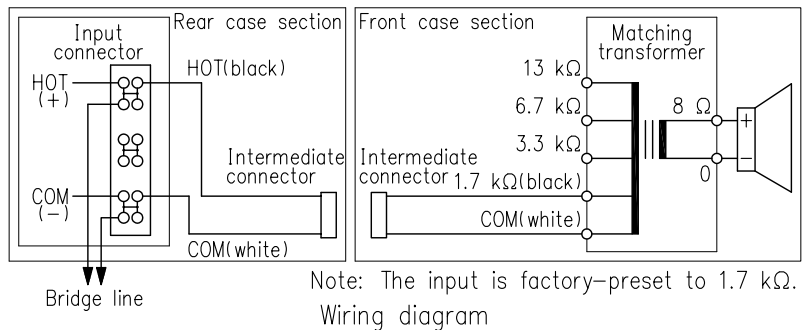 Rear case section
Input
connector
HOT
(+)
HOT(black)
COM
(-)
COM(white)
Intermediate
connector
Bridge line
Front case section
Matching
transformer
13 kΩ
6.7 kΩ
3.3 kΩ
Intermediate
connector
1.7 kΩ(black)
COM(white)
8 Ω
0
+
−
Note: The input is factory-preset to 1.7 kΩ.
Wiring diagram